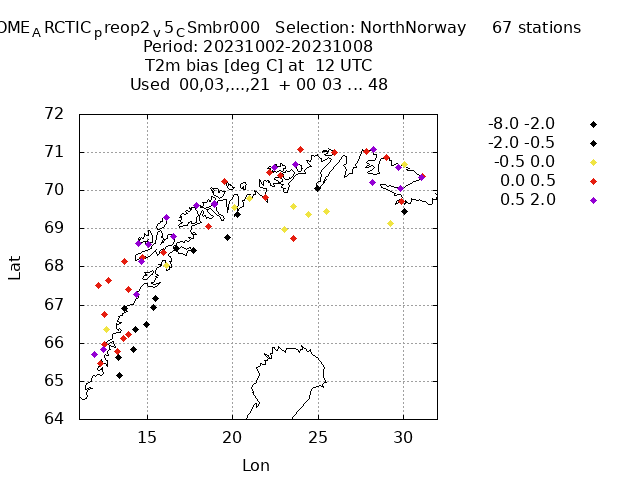 OME_A RCTIC_p reop2_v 5_C Smbr000 Selection: NorthNorway 67 stations
Period: 20231002-20231008
T2m bias [deg C] at 12 UTC
Used 00,03,...,21 + 00 03 ... 48
72
71
70
69
68
67
66
65
64
15 20 25 30
Lat
Lon
-8.0 -2.0
-2.0 -0.5
-0.5 0.0
0.0 0.5
0.5 2.0